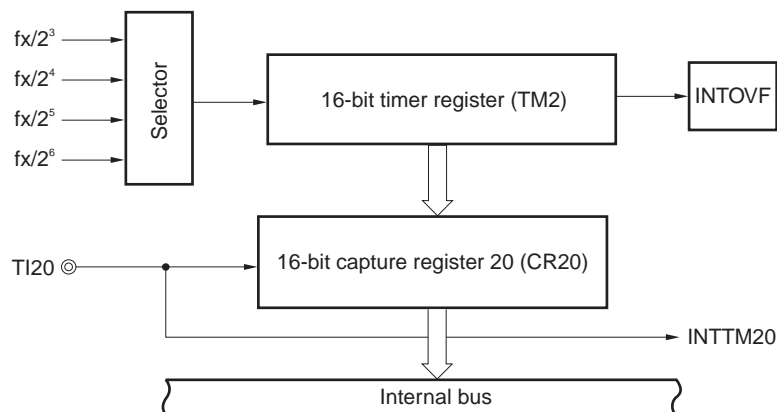 fx/2³
fx/2⁴
fx/2⁵
fx/2⁶
Selector
16-bit timer register (TM2)
INTOVF
TI20
16-bit capture register 20 (CR20)
INTTM20
Internal bus